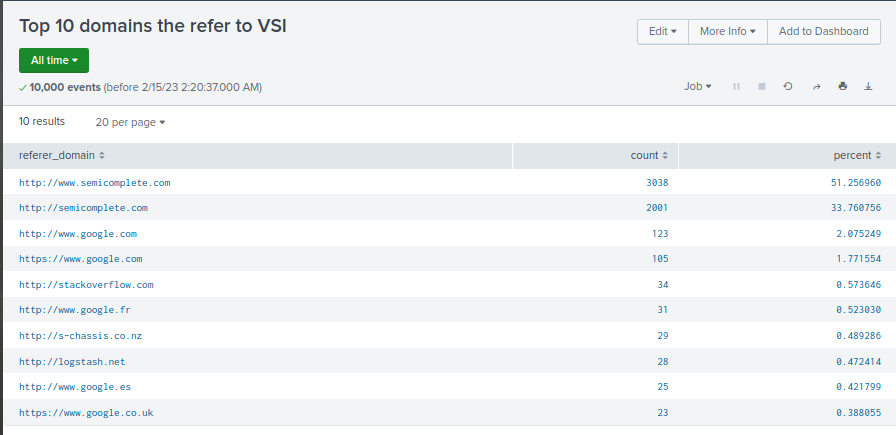 Top 10 domains the refer to VSI
Edit More Info Add to Dashboard
All time
10,000 events (before 2/15/23 2:20:37.000 AM)
Job
10 results 20 per page
referer_domain count percent
http://www.semicomplete.com 3038 51.256960
http://semicomplete.com 2001 33.760756
http://www.google.com 123 2.075249
https://www.google.com 105 1.771554
http://stackoverflow.com 34 0.573646
http://www.google.fr 31 0.523030
http://s-chassis.co.nz 29 0.489286
http://logstash.net 28 0.472414
http://www.google.es 25 0.421799
https://www.google.co.uk 23 0.388055